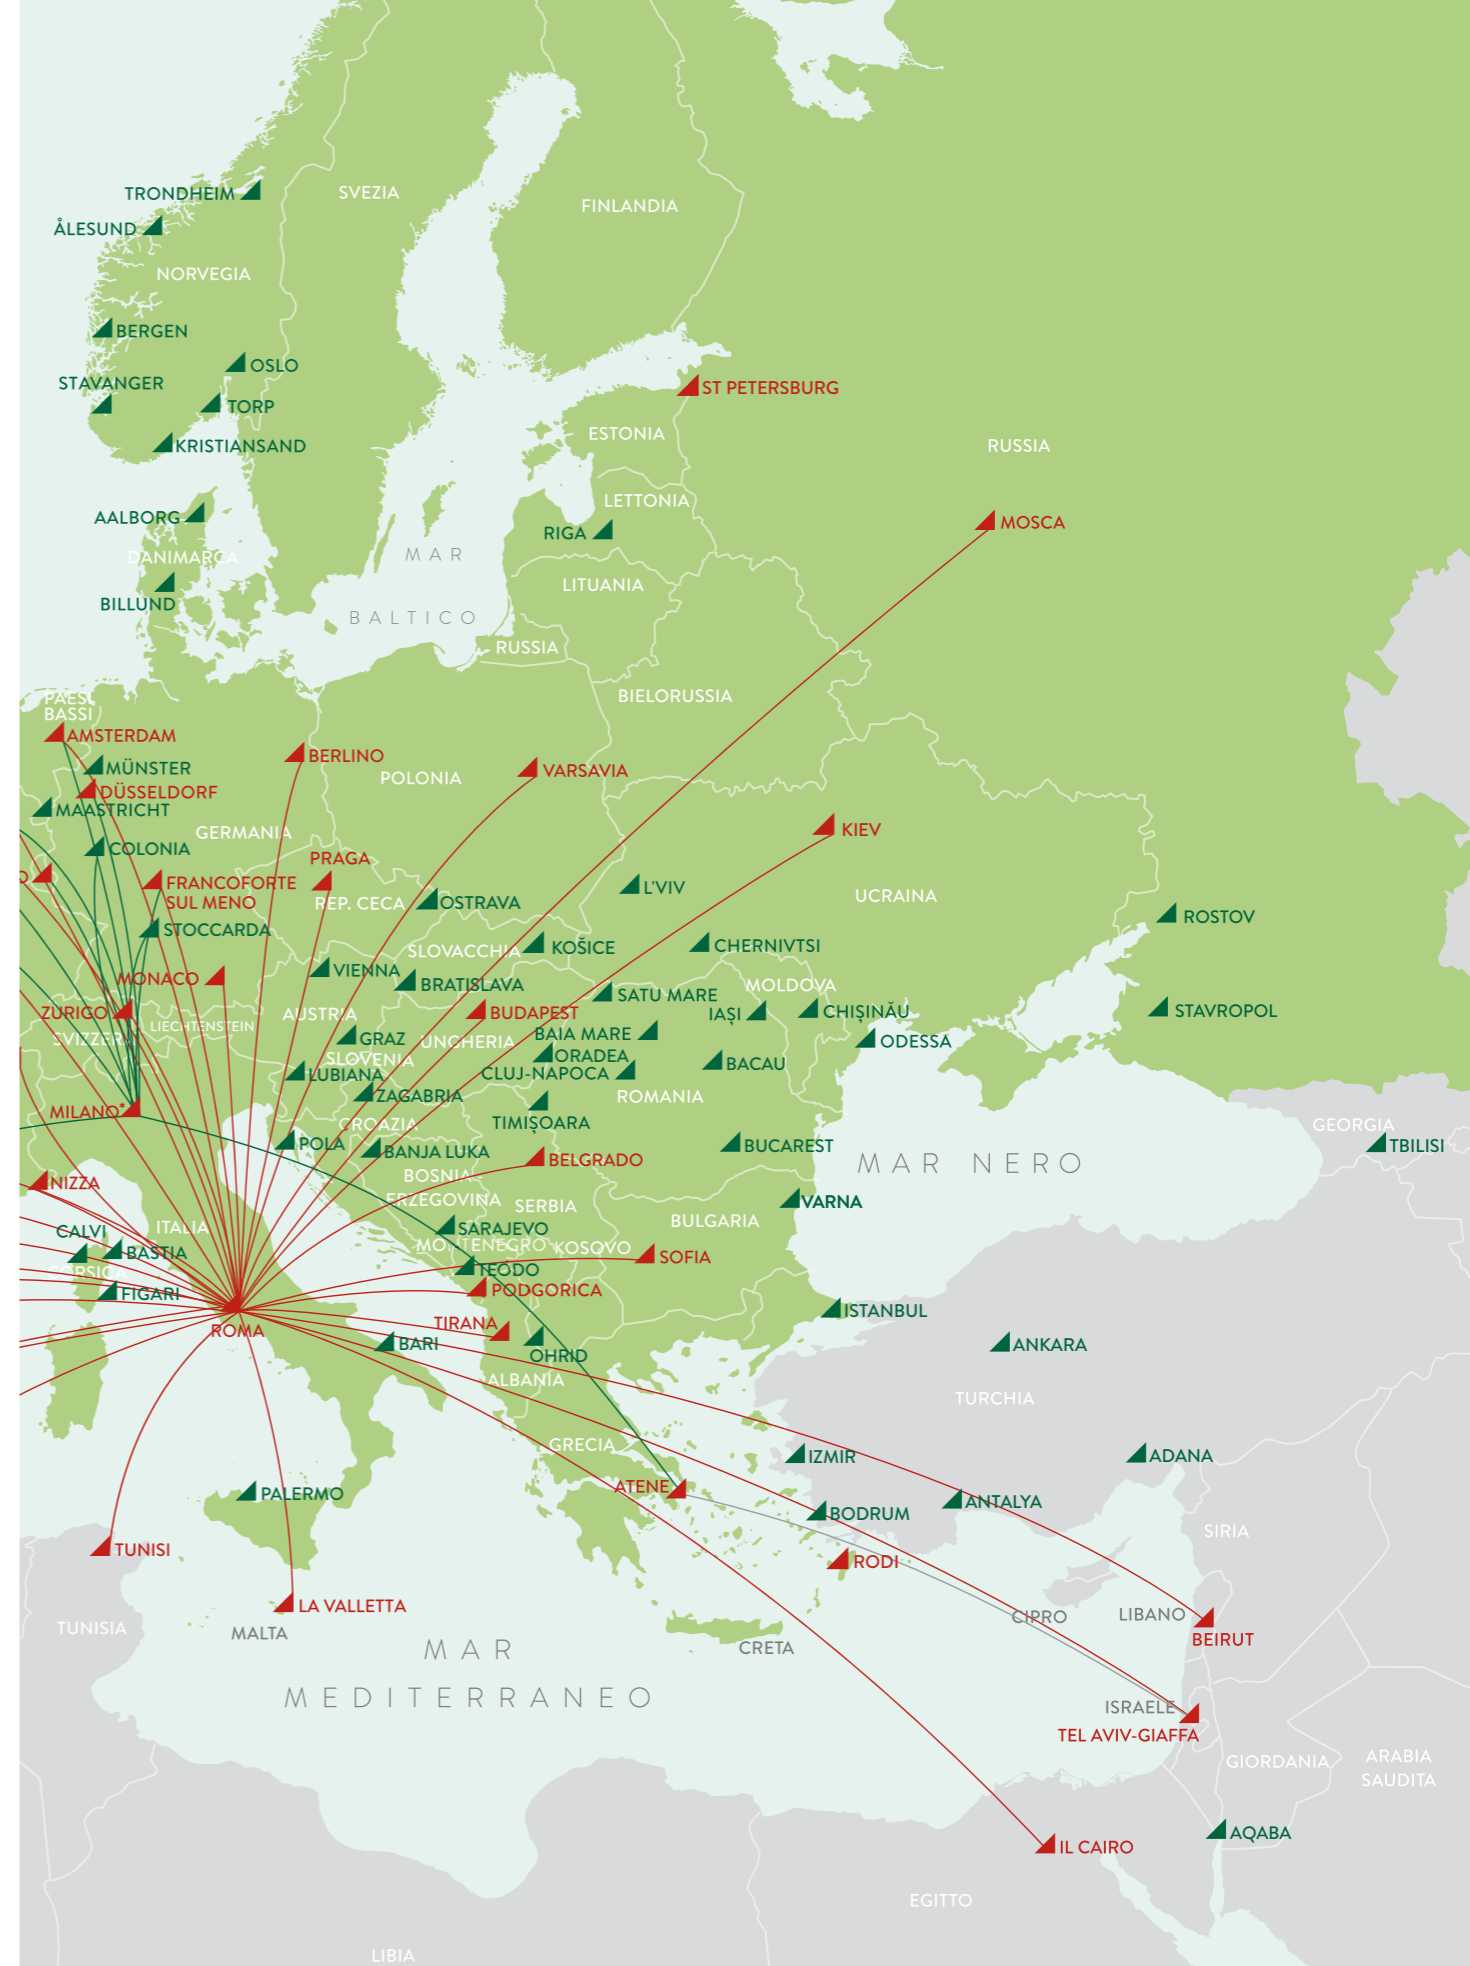 TRONDHEIM
SVEZIA
FINLANDIA
ÅLESUND
NORVEGIA
BERGEN
OSLO
STAVANGER
ST PETERSBURG
TORP
ESTONIA
RUSSIA
KRISTIANSAND
LETTONIA
AALBORG
MOSCA
RIGA
DANIMARCA
MAR
BALTICO
LITUANIA
BILLUND
RUSSIA
PAESI
BASSI
BIELORUSSIA
AMSTERDAM
BERLINO
MÜNSTER
POLONIA
VARSAVIA
DÜSSELDORF
MAASTRICHT
GERMANIA
KIEV
COLONIA
PRAGA
O
FRANCOFORTE
SUL MENO
REP. CECA
OSTRAVA
L'VIV
UCRAINA
ROSTOV
STOCCARDA
SLOVACCHIA
KOŠICE
CHERNIVTSI
MONACO
VIENNA
BRATISLAVA
SATU MARE
MOLDOVA
ZURIGO
LIECHTENSTEIN
AUSTRIA
BUDAPEST
IAȘI
CHIȘINĂU
STAVROPOL
SVIZZERA
GRAZ
UNGHERIA
BAIA MARE
ODESSA
SLOVENIA
ORADEA
BACAU
LUBIANA
CLUJ-NAPOCA
ZAGABRIA
ROMANIA
MILANO*
CROAZIA
TIMIȘOARA
GEORGIA
POLA
BANJA LUKA
BELGRADO
BUCAREST
MAR NERO
TBILISI
NIZZA
BOSNIA-
ERZEGOVINA
SERBIA
VARNA
CALVI
ITALIA
SARAJEVO
BULGARIA
BASTIA
MONTENEGRO
KOSOVO
SOFIA
CORSICA
TEODO
FIGARI
PODGORICA
ISTANBUL
ROMA
TIRANA
BARI
OHRID
ANKARA
ALBANIA
TURCHIA
GRECIA
IZMIR
ADANA
ATENE
PALERMO
BODRUM
ANTALYA
SIRIA
TUNISI
RODI
LA VALLETTA
CIPRO
LIBANO
TUNISIA
MALTA
BEIRUT
CRETA
MAR
MEDITERRANEO
ISRAELE
TEL AVIV-GIAFFA
GIORDANIA
ARABIA
SAUDITA
AQABA
IL CAIRO
EGITTO
LIBIA